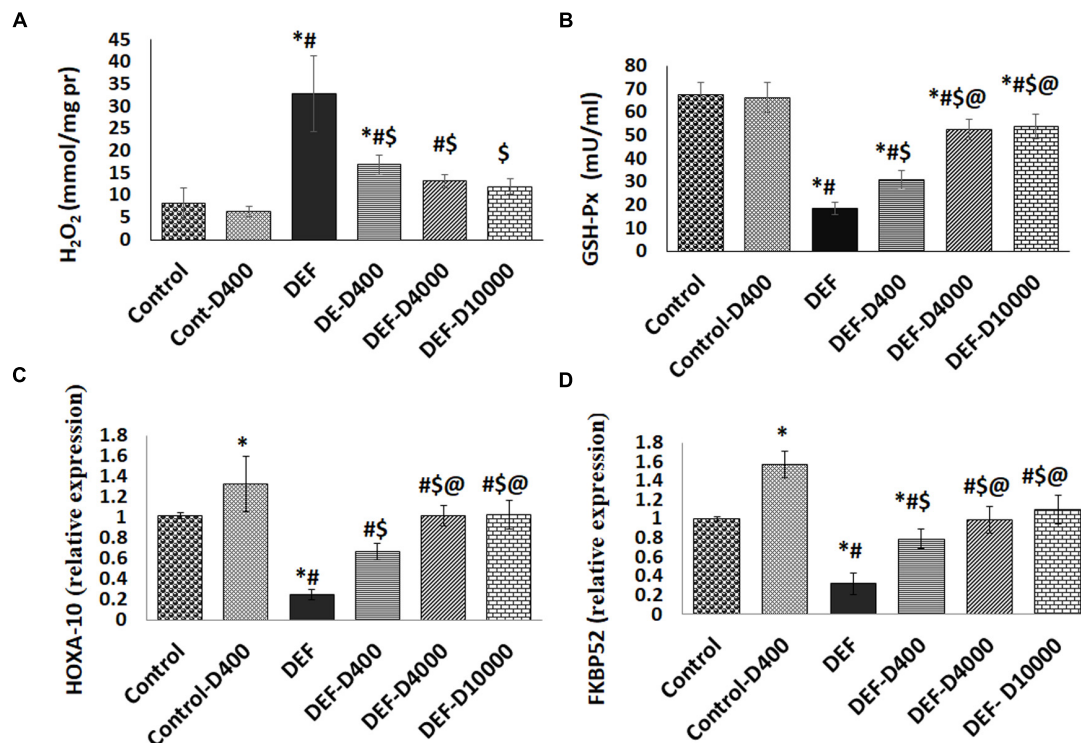 A
H₂O₂ (mmol/mg pr)
45
40
35
30
25
20
15
10
5
0
*#
*#$
#$
$
Control
Cont-D400
DEF
DE-D400
DEF-D4000
DEF-D10000
B
GSH-Px (mU/ml)
80
70
60
50
40
30
20
10
0
*#
*#$
*#$@
*#$@
Control
Control-D400
DEF
DEF-D400
DEF-D4000
DEF-D10000
C
HOXA-10 (relative expression)
1.8
1.6
1.4
1.2
1
0.8
0.6
0.4
0.2
0
*
*#
#$
#$@
#$@
Control
Control-D400
DEF
DEF-D400
DEF-D4000
DEF-D10000
D
FKBP52 (relative expression)
1.8
1.6
1.4
1.2
1
0.8
0.6
0.4
0.2
0
*
*#
*#$
#$@
#$@
Control
Control-D400
DEF
DEF-D400
DEF-D4000
DEF- D10000